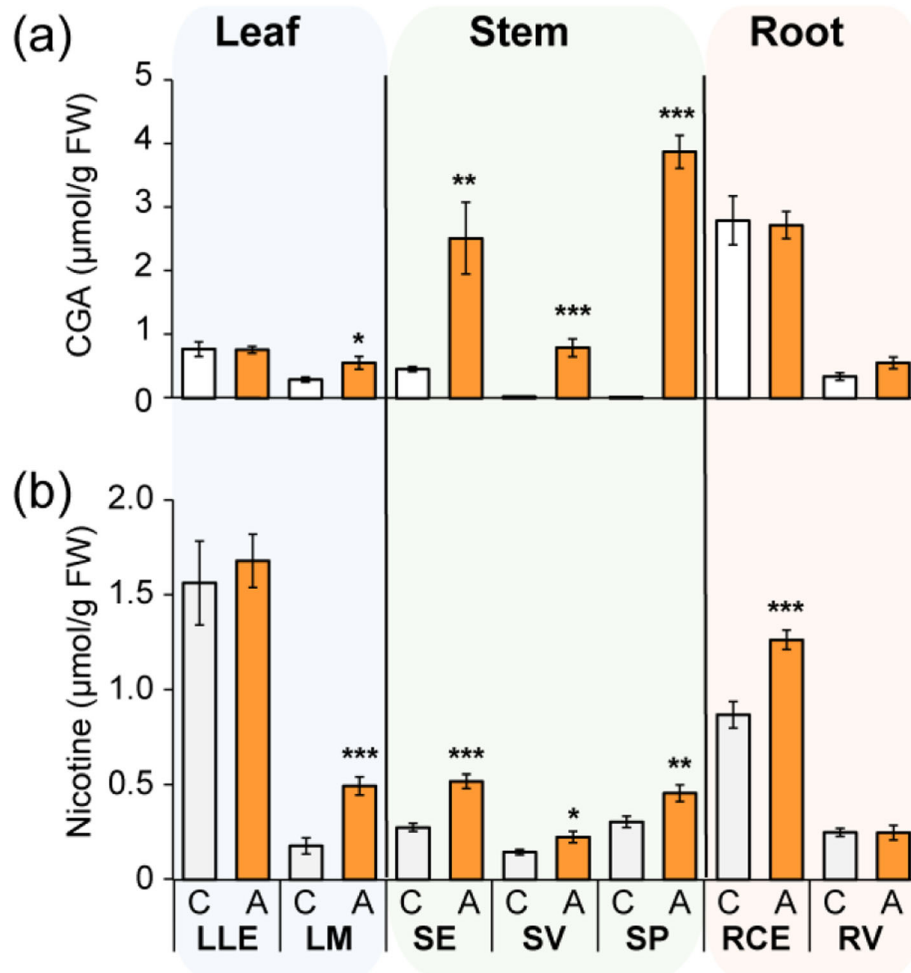 (a)
Leaf Stem Root
CGA (µmol/g FW)
5
4
3
2
1
0
* ** *** ***
(b)
Nicotine (µmol/g FW)
2.0
1.5
1.0
0.5
0
*** *** * ** ***
C A C A C A C A C A C A C A
LLE LM SE SV SP RCE RV